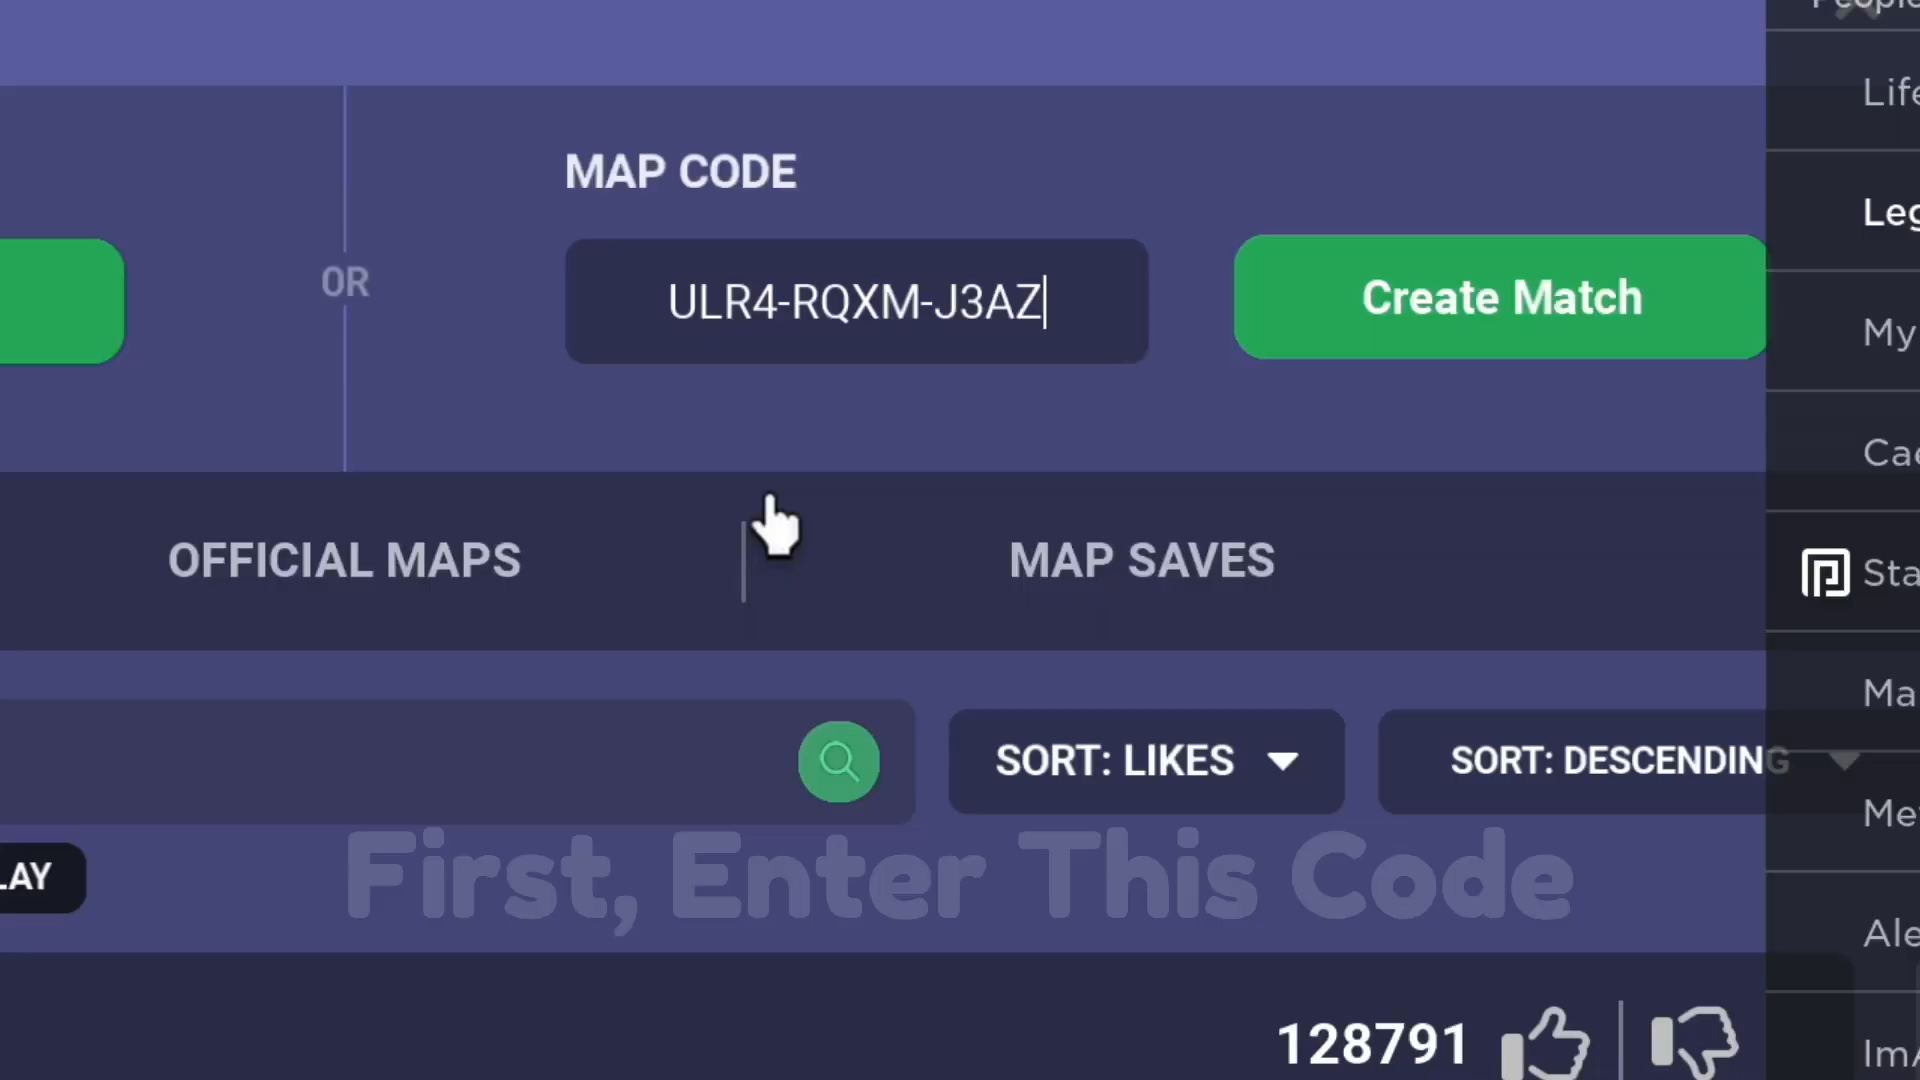 MAP CODE
OR
ULR4-RQXM-J3AZ
Create Match
My
OFFICIAL MAPS
MAP SAVES
SORT: LIKES
SORT: DESCENDING
First, Enter This Code
128791